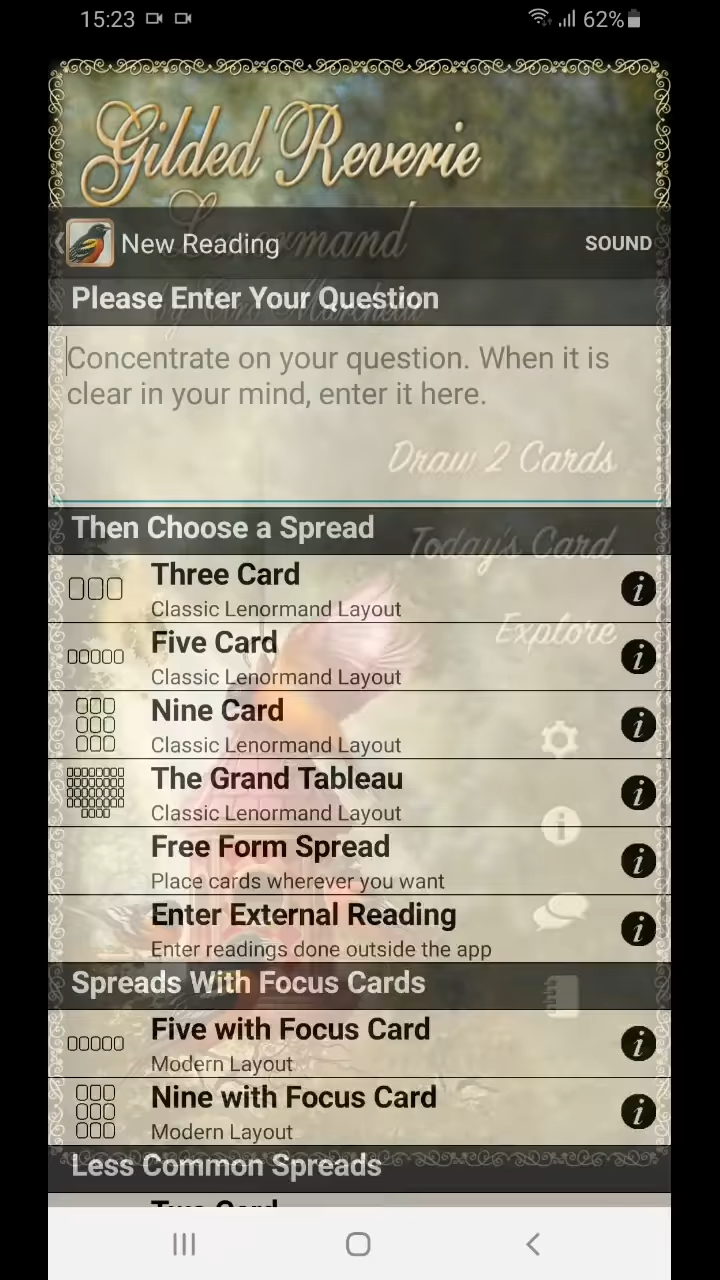 15:23
62%
Gilded Reverie
Lenormand
New Reading
SOUND
Please Enter Your Question
Concentrate on your question. When it is
clear in your mind, enter it here.
Draw 2 Cards
Then Choose a Spread
Today's Card
Three Card
Classic Lenormand Layout
Explore
Five Card
Classic Lenormand Layout
Nine Card
Classic Lenormand Layout
The Grand Tableau
Classic Lenormand Layout
Free Form Spread
Place cards wherever you want
Enter External Reading
Enter readings done outside the app
Spreads With Focus Cards
Five with Focus Card
Modern Layout
Nine with Focus Card
Modern Layout
Less Common Spreads
Two Card